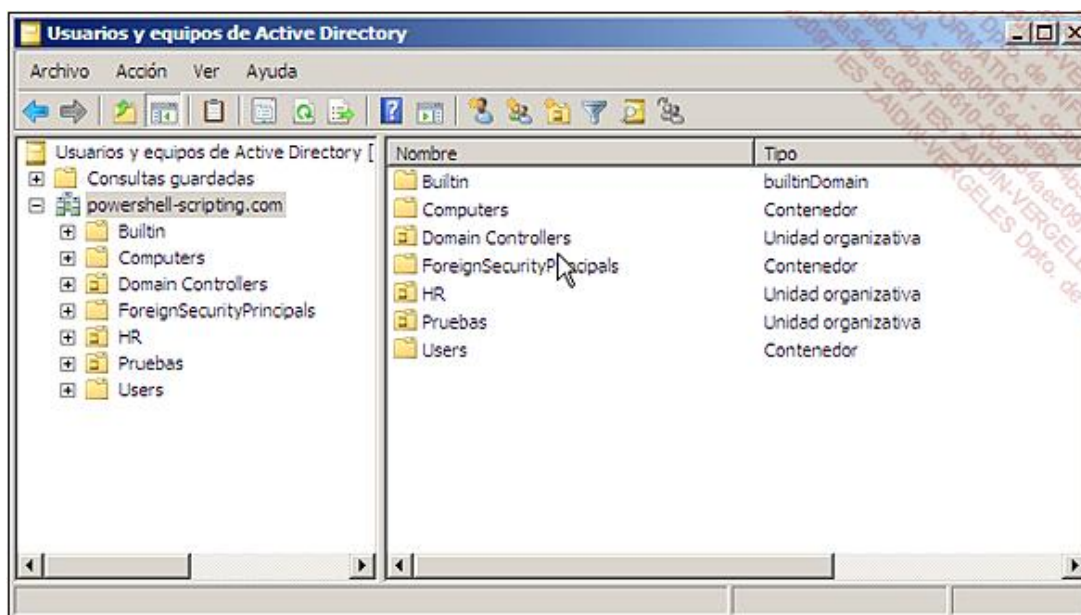 Usuarios y equipos de Active Directory
Archivo Acción Ver Ayuda
Usuarios y equipos de Active Directory [
Consultas guardadas
powershell-scripting.com
Builtin
Computers
Domain Controllers
ForeignSecurityPrincipals
HR
Pruebas
Users
Nombre Tipo
Builtin builtinDomain
Computers Contenedor
Domain Controllers Unidad organizativa
ForeignSecurityPrincipals Contenedor
HR Unidad organizativa
Pruebas Unidad organizativa
Users Contenedor